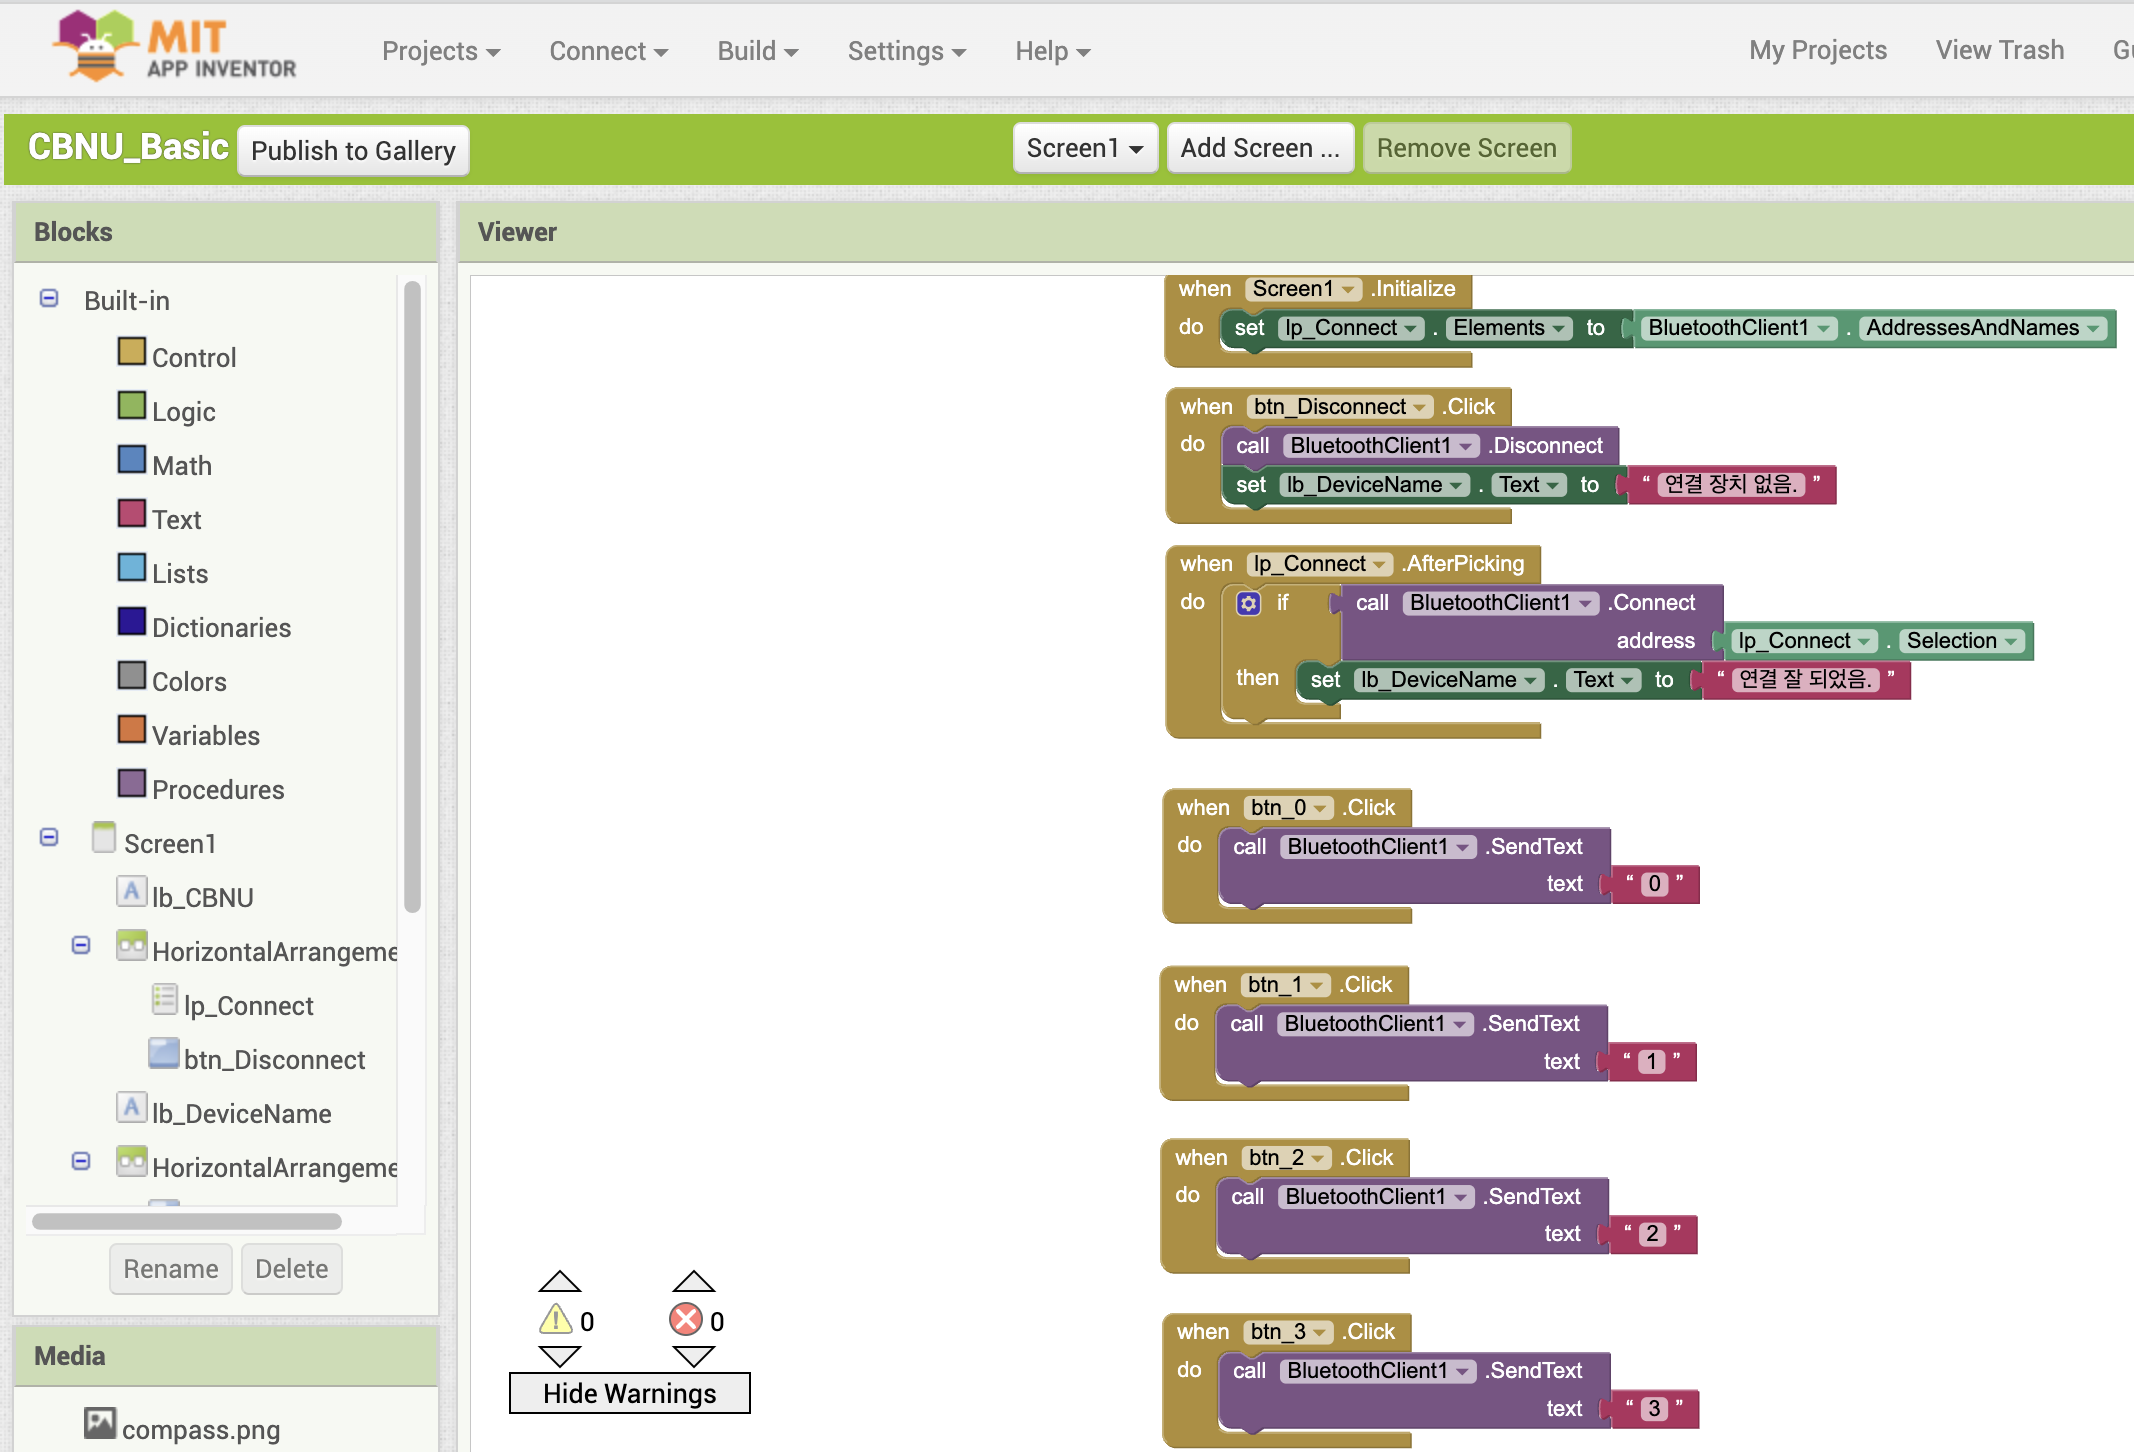 MIT
APP INVENTOR
Projects
Connect
Build
Settings
Help
My Projects
View Trash
CBNU_Basic
Publish to Gallery
Screen1
Add Screen ...
Remove Screen
Blocks
Built-in
Control
Logic
Math
Text
Lists
Dictionaries
Colors
Variables
Procedures
Screen1
lb_CBNU
HorizontalArrangeme
lp_Connect
btn_Disconnect
lb_DeviceName
HorizontalArrangeme
Rename
Delete
Media
compass.png
Viewer
when Screen1 .Initialize
do set lp_Connect . Elements to BluetoothClient1 . AddressesAndNames
when btn_Disconnect .Click
do call BluetoothClient1 .Disconnect
set lb_DeviceName . Text to “ 연결 장치 없음. ”
when lp_Connect .AfterPicking
do if call BluetoothClient1 .Connect
address lp_Connect . Selection
then set lb_DeviceName . Text to “ 연결 잘 되었음. ”
when btn_0 .Click
do call BluetoothClient1 .SendText
text “ 0 ”
when btn_1 .Click
do call BluetoothClient1 .SendText
text “ 1 ”
when btn_2 .Click
do call BluetoothClient1 .SendText
text “ 2 ”
when btn_3 .Click
do call BluetoothClient1 .SendText
text “ 3 ”
0
0
Hide Warnings